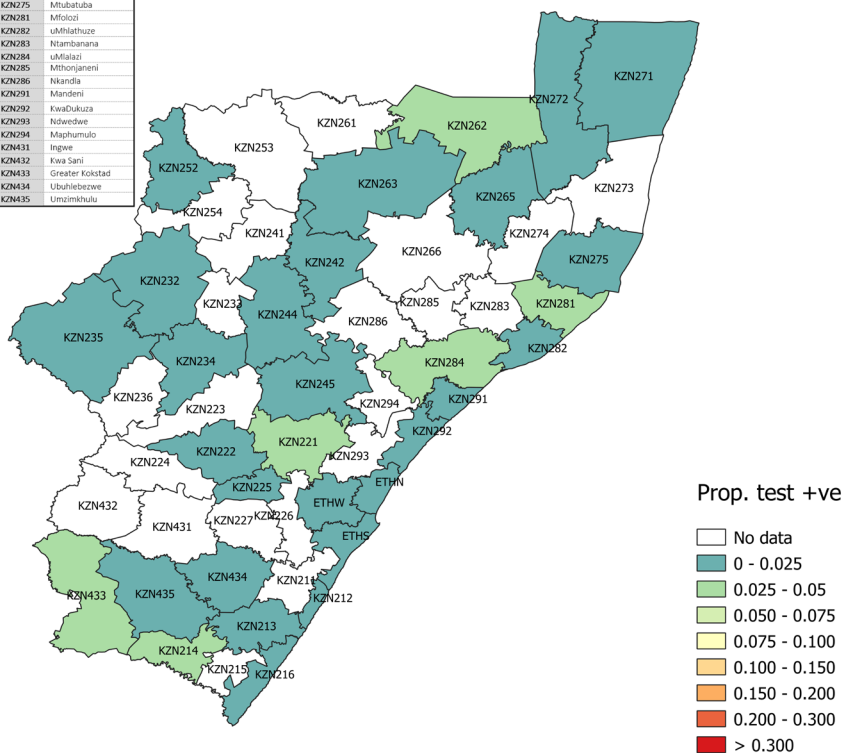 KZN275 Mtubatuba
KZN281 Mfolozi
KZN282 uMhlathuze
KZN283 Ntambanana
KZN284 uMlalazi
KZN285 Mthonjaneni
KZN286 Nkandla
KZN291 Mandeni
KZN292 KwaDukuza
KZN293 Ndwedwe
KZN294 Maphumulo
KZN431 Ingwe
KZN432 Kwa Sani
KZN433 Greater Kokstad
KZN434 Ubuhlebezwe
KZN435 Umzimkhulu
KZN271
KZN272
KZN261
KZN262
KZN253
KZN252
KZN263
KZN265
KZN273
KZN254
KZN241
KZN274
KZN266
KZN275
KZN242
KZN232
KZN233
KZN285
KZN283
KZN281
KZN244
KZN286
KZN235
KZN282
KZN234
KZN284
KZN245
KZN236
KZN294
KZN291
KZN223
KZN292
KZN221
KZN222
KZN293
KZN224
ETHN
KZN225
ETHW
KZN432
KZN227
KZN226
KZN431
ETHS
KZN434
KZN211
KZN433
KZN435
KZN212
KZN213
KZN214
KZN215
KZN216
Prop. test +ve
No data
0 - 0.025
0.025 - 0.05
0.050 - 0.075
0.075 - 0.100
0.100 - 0.150
0.150 - 0.200
0.200 - 0.300
> 0.300